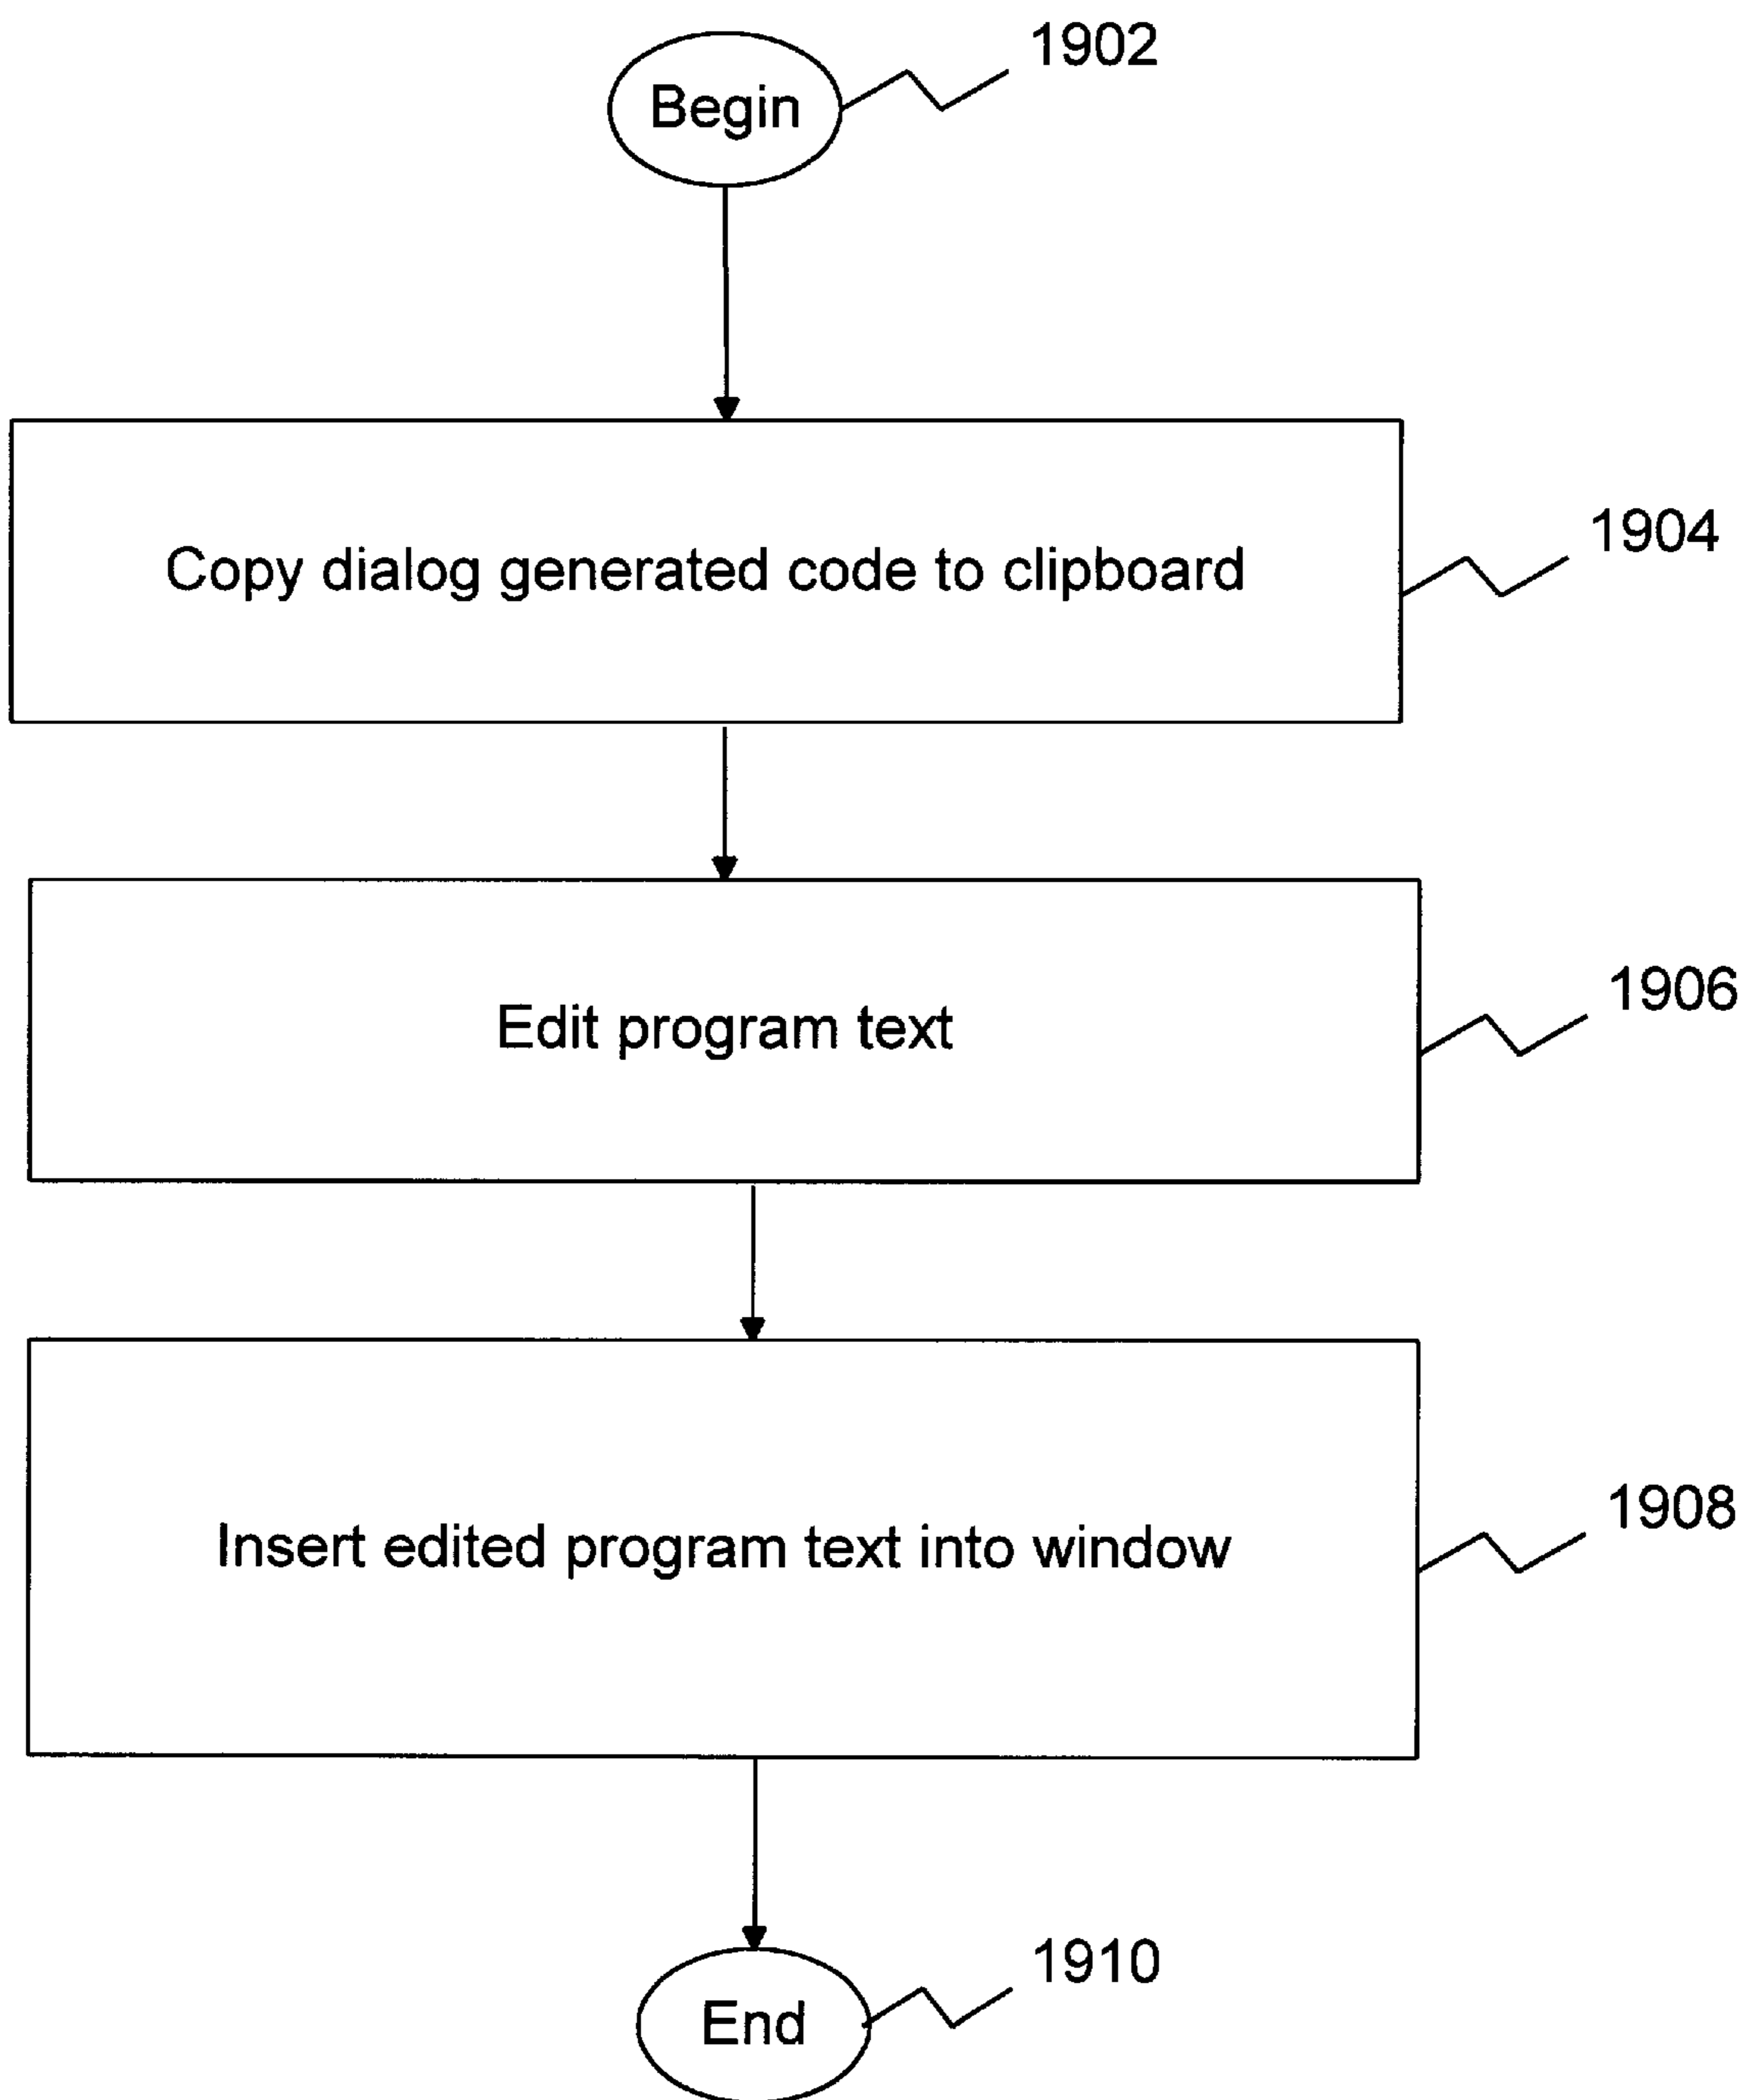 1902
Begin
1904
Copy dialog generated code to clipboard
1906
Edit program text
1908
Insert edited program text into window
1910
End